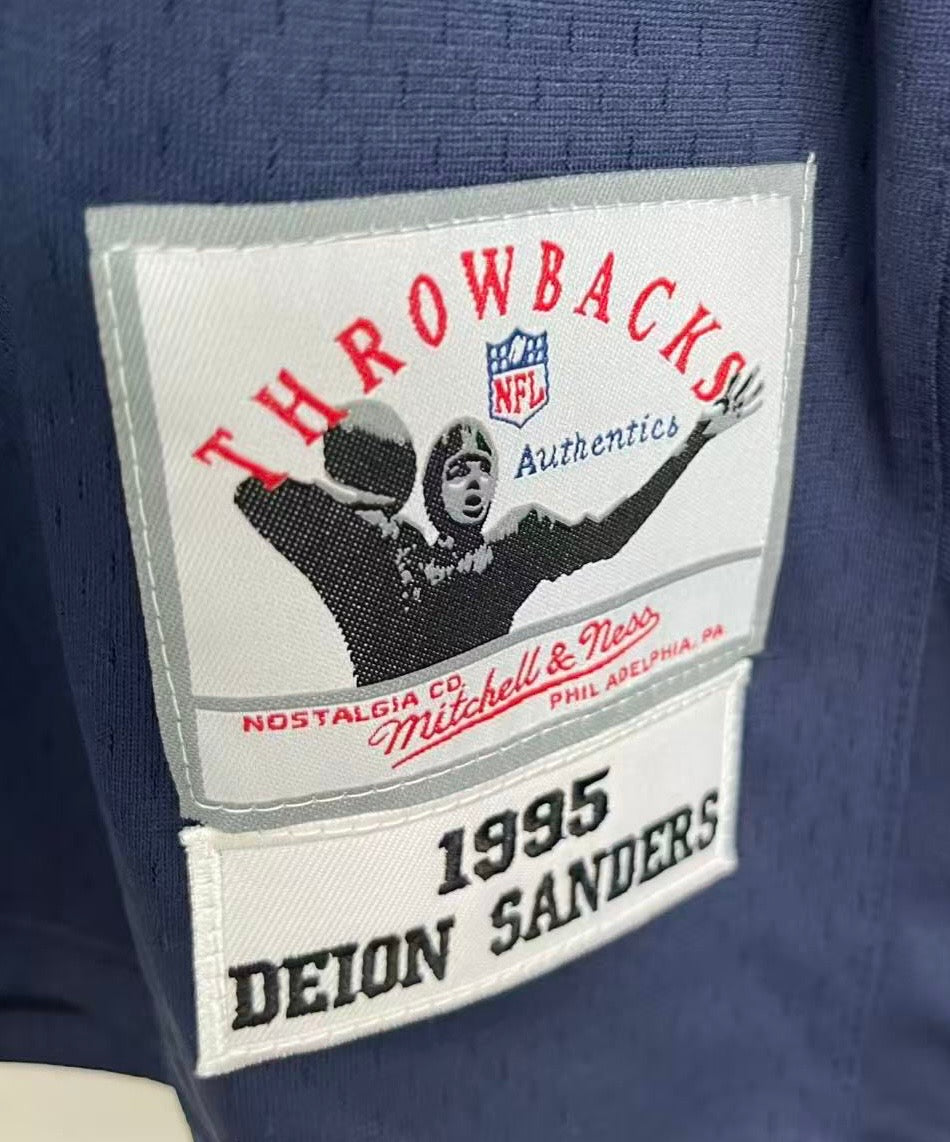 THROWBACKS
NFL
Authentics
NOSTALGIA CO.
Mitchell & Ness
PHILADELPHIA, PA
1995
DEION SANDERS